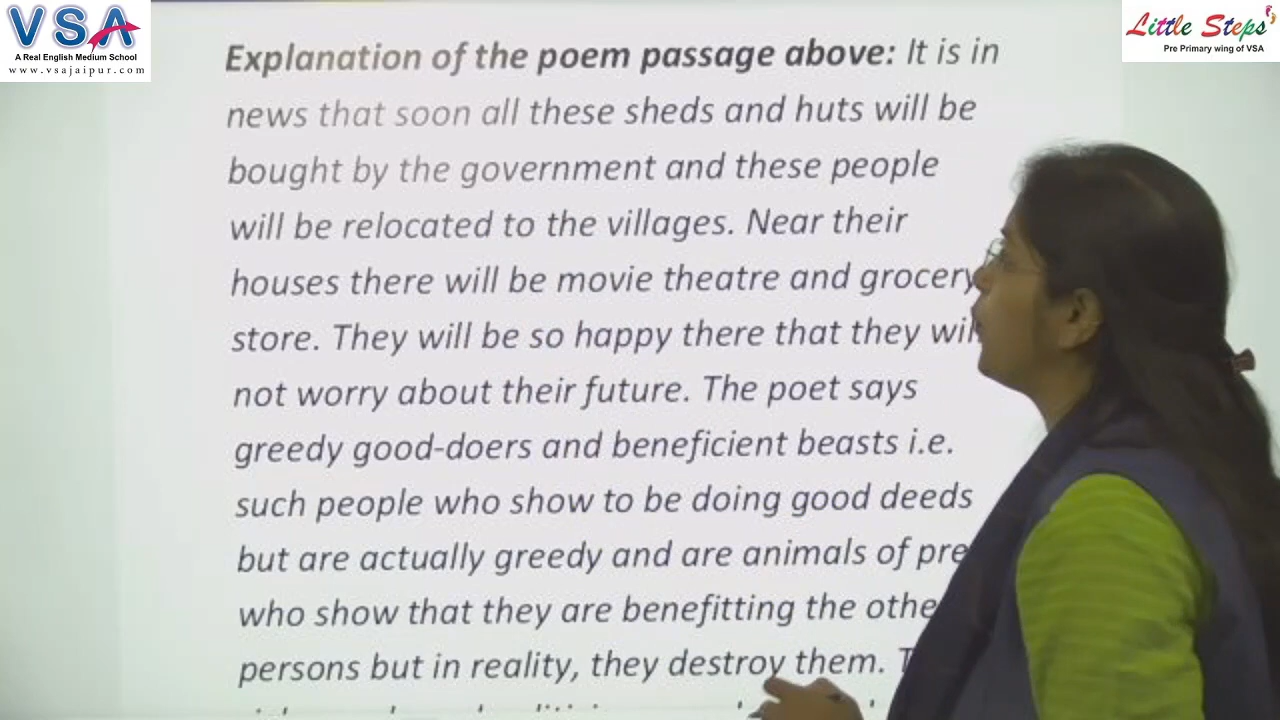 VSA
A Real English Medium School
www.vsajaipur.com
Little Steps
Pre Primary wing of VSA
Explanation of the poem passage above: It is in
news that soon all these sheds and huts will be
bought by the government and these people
will be relocated to the villages. Near their
houses there will be movie theatre and grocery
store. They will be so happy there that they will
not worry about their future. The poet says
greedy good-doers and beneficient beasts i.e.
such people who show to be doing good deeds
but are actually greedy and are animals of pre
who show that they are benefitting the othe
persons but in reality, they destroy them.